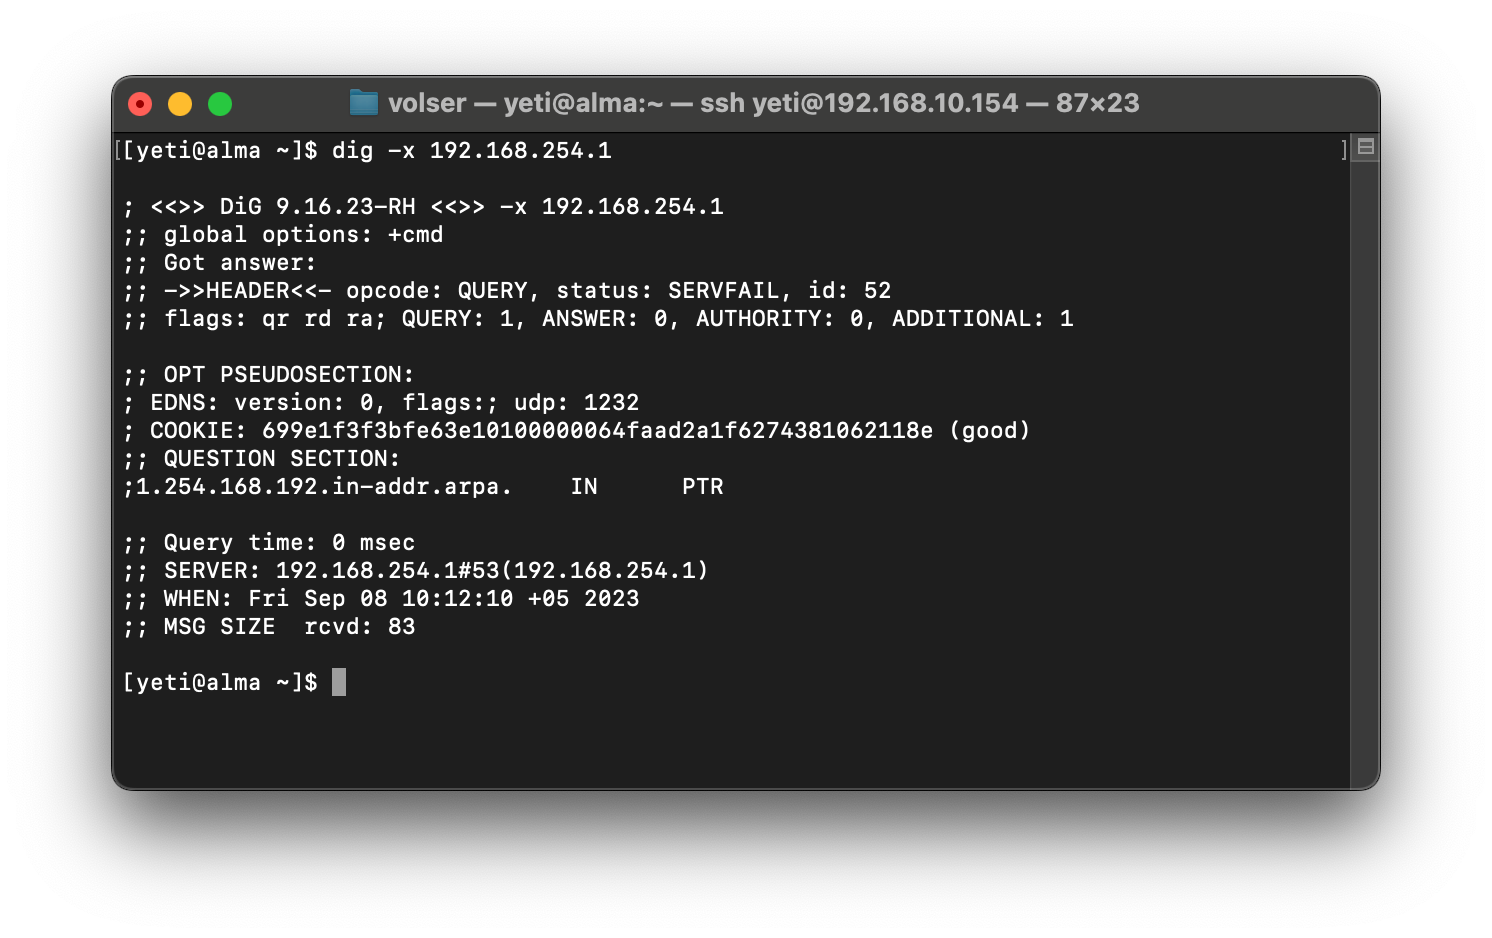 volser — yeti@alma:~ — ssh yeti@192.168.10.154 — 87×23
[[yeti@alma ~]$ dig -x 192.168.254.1 ]
; <<>> DiG 9.16.23-RH <<>> -x 192.168.254.1
;; global options: +cmd
;; Got answer:
;; ->>HEADER<<- opcode: QUERY, status: SERVFAIL, id: 52
;; flags: qr rd ra; QUERY: 1, ANSWER: 0, AUTHORITY: 0, ADDITIONAL: 1
;; OPT PSEUDOSECTION:
; EDNS: version: 0, flags:; udp: 1232
; COOKIE: 699e1f3f3bfe63e10100000064faad2a1f6274381062118e (good)
;; QUESTION SECTION:
;1.254.168.192.in-addr.arpa. IN PTR
;; Query time: 0 msec
;; SERVER: 192.168.254.1#53(192.168.254.1)
;; WHEN: Fri Sep 08 10:12:10 +05 2023
;; MSG SIZE rcvd: 83
[yeti@alma ~]$